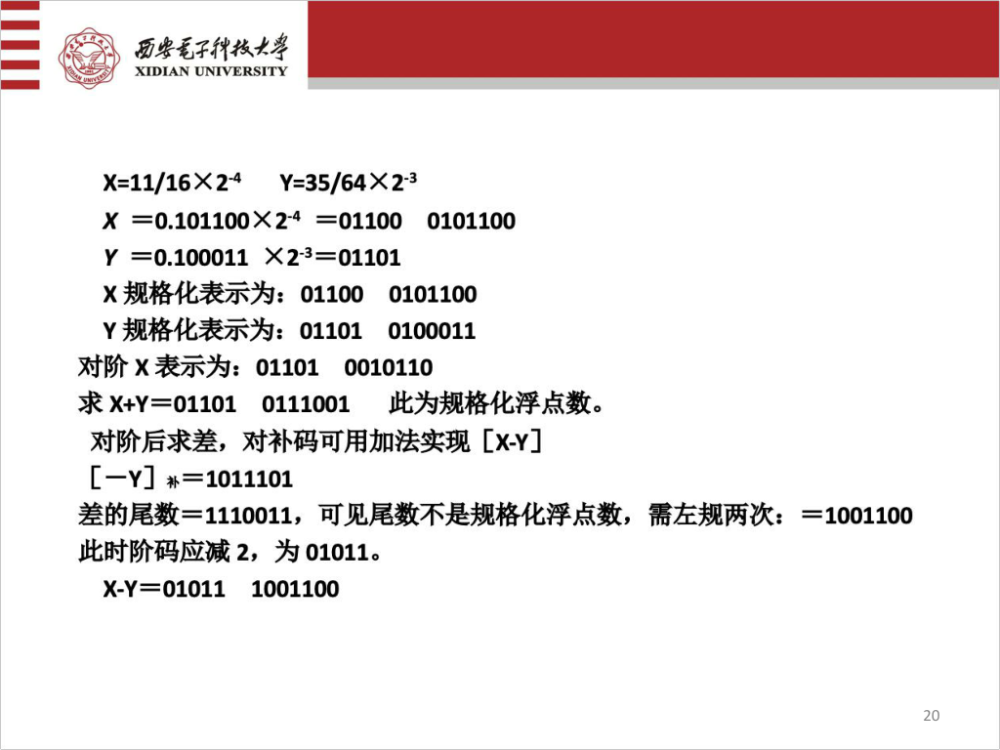 西安电子科技大学
XIDIAN UNIVERSITY
X=11/16×2⁻⁴ Y=35/64×2⁻³
X ＝0.101100×2⁻⁴ ＝01100 0101100
Y ＝0.100011 ×2⁻³＝01101
X 规格化表示为：01100 0101100
Y 规格化表示为：01101 0100011
对阶 X 表示为：01101 0010110
求 X+Y＝01101 0111001 此为规格化浮点数。
对阶后求差，对补码可用加法实现［X-Y］
［－Y］补＝1011101
差的尾数＝1110011，可见尾数不是规格化浮点数，需左规两次：＝1001100
此时阶码应减 2，为 01011。
X-Y＝01011 1001100
20